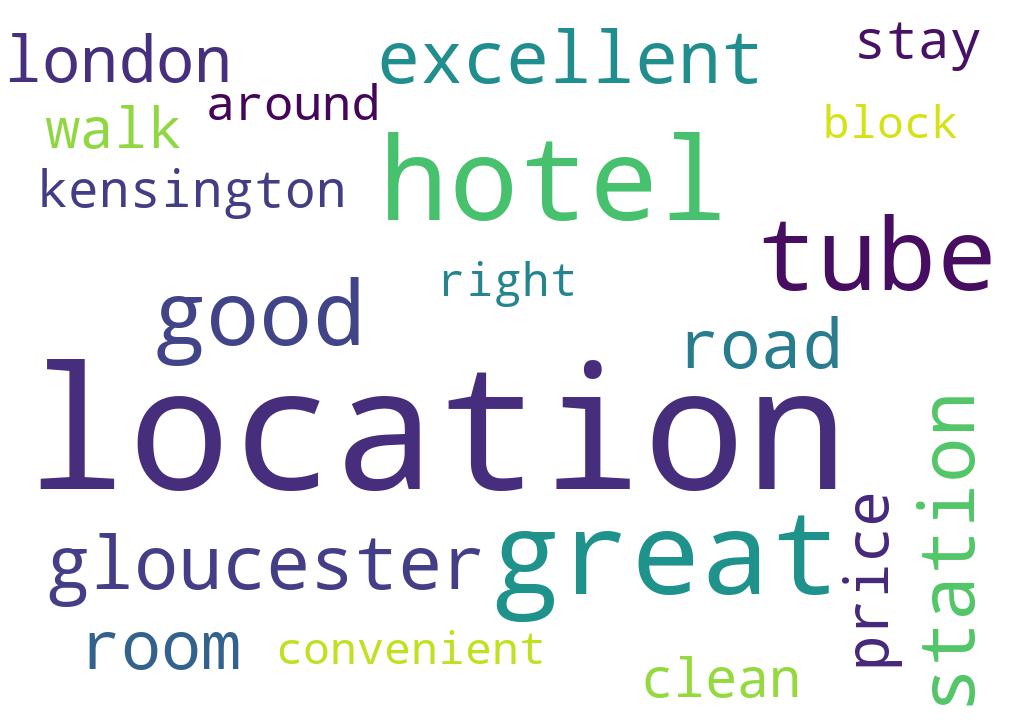 london
excellent
stay
around
walk
block
kensington
hotel
tube
right
good
road
location
gloucester
great
price
station
room
convenient
clean